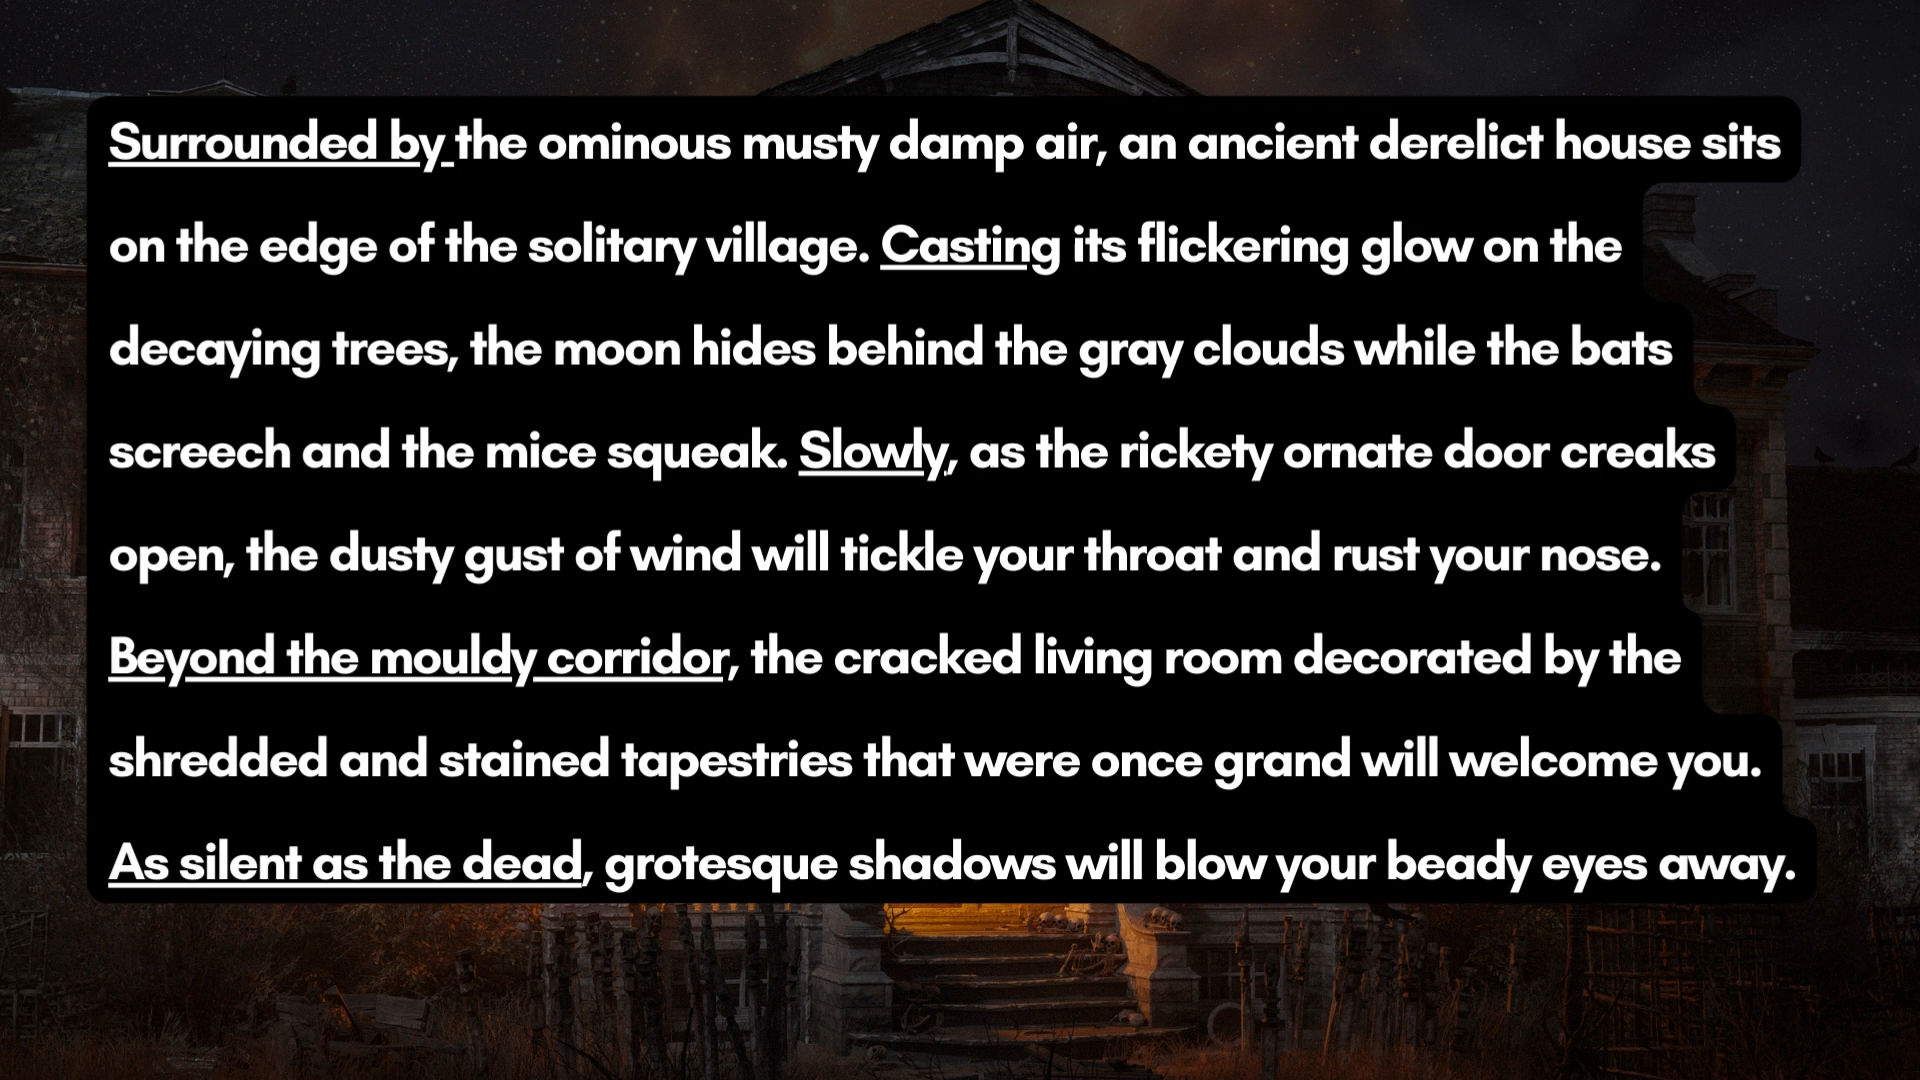 Surrounded by the ominous musty damp air, an ancient derelict house sits
on the edge of the solitary village. Casting its flickering glow on the
decaying trees, the moon hides behind the gray clouds while the bats
screech and the mice squeak. Slowly, as the rickety ornate door creaks
open, the dusty gust of wind will tickle your throat and rust your nose.
Beyond the mouldy corridor, the cracked living room decorated by the
shredded and stained tapestries that were once grand will welcome you.
As silent as the dead, grotesque shadows will blow your beady eyes away.